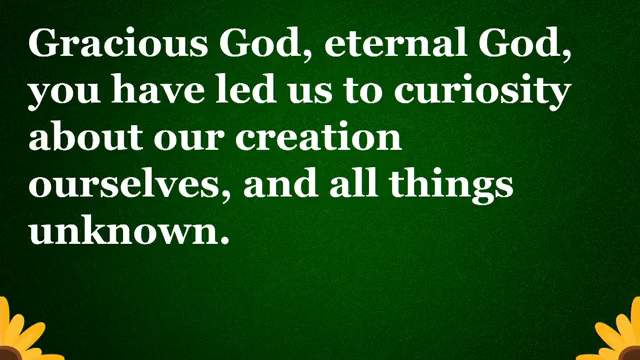 Gracious God, eternal God,
you have led us to curiosity
about our creation
ourselves, and all things
unknown.